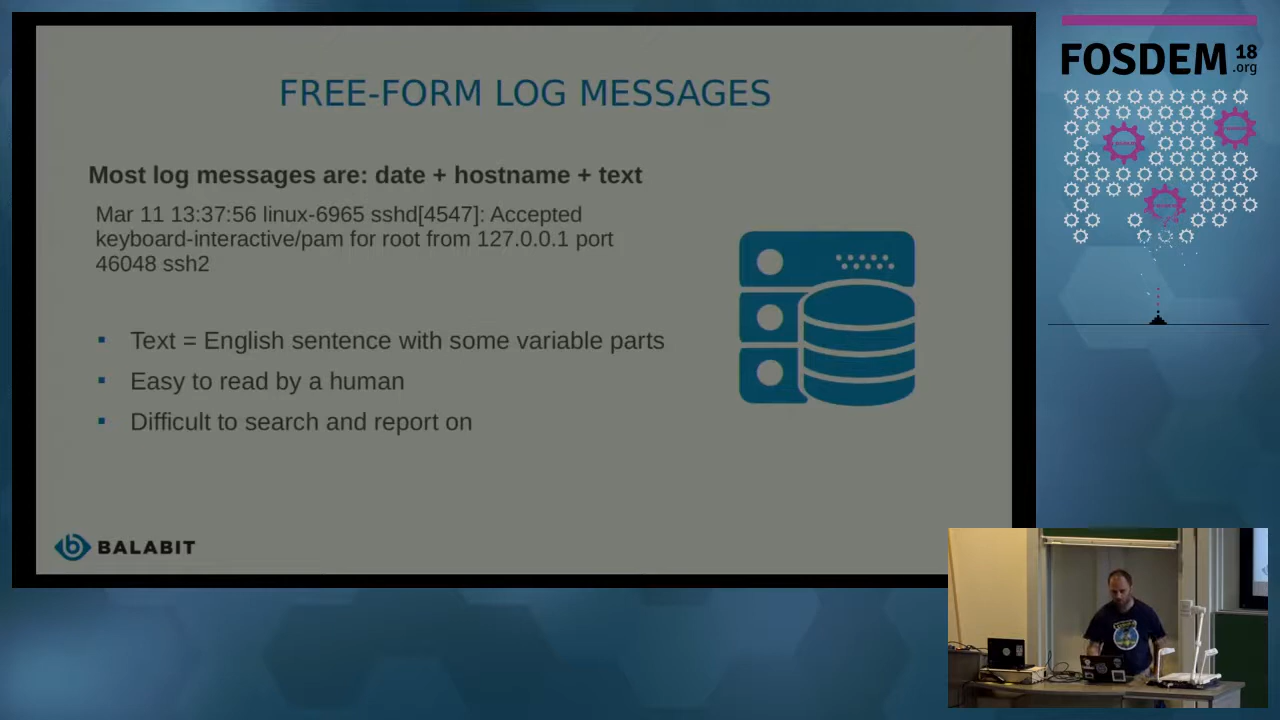 FREE-FORM LOG MESSAGES
Most log messages are: date + hostname + text
Mar 11 13:37:56 linux-6965 sshd[4547]: Accepted
keyboard-interactive/pam for root from 127.0.0.1 port
46048 ssh2
Text = English sentence with some variable parts
Easy to read by a human
Difficult to search and report on
BALABIT
FOSDEM 18
.org